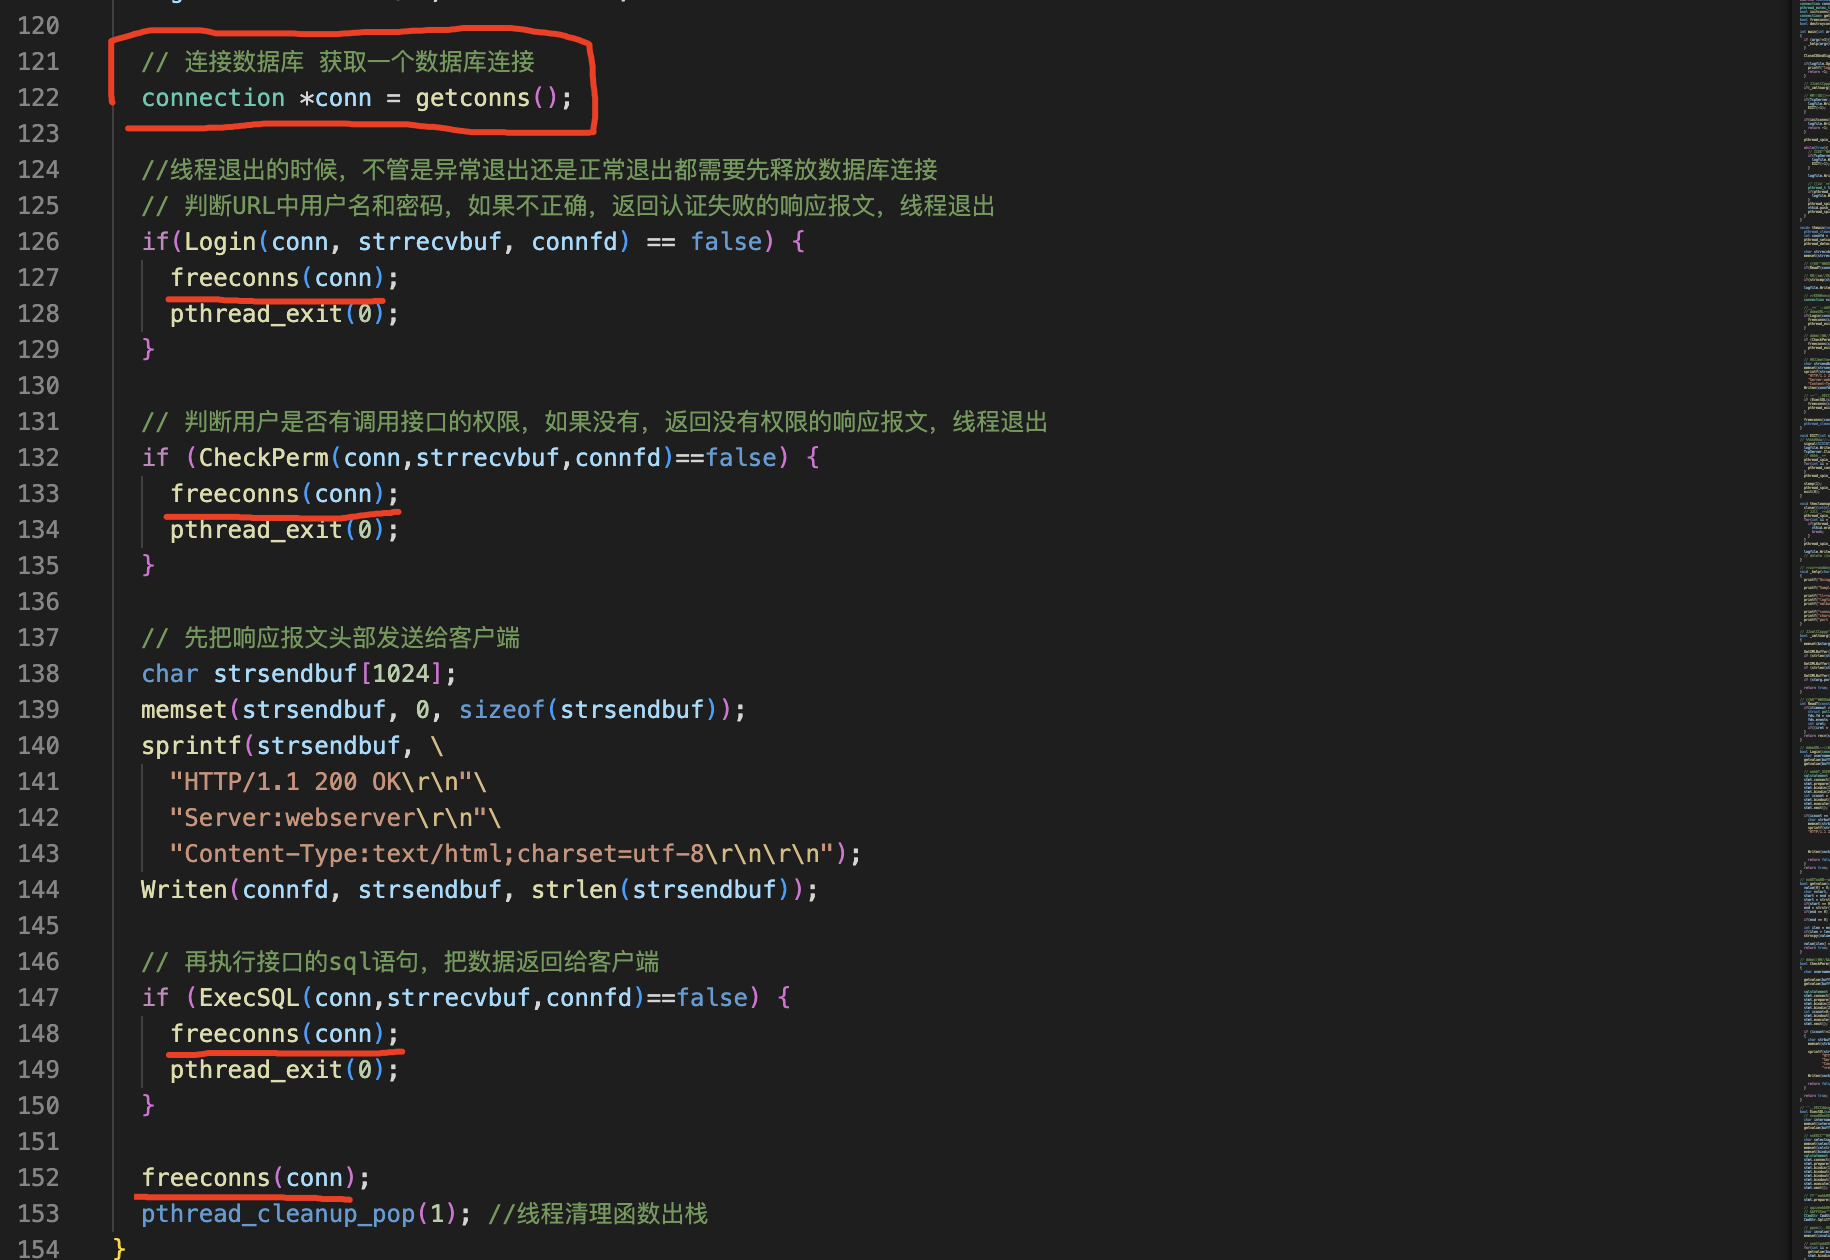 120
121 // 连接数据库 获取一个数据库连接
122 connection *conn = getconns();
123
124 //线程退出的时候，不管是异常退出还是正常退出都需要先释放数据库连接
125 // 判断URL中用户名和密码，如果不正确，返回认证失败的响应报文，线程退出
126 if(Login(conn, strrecvbuf, connfd) == false) {
127 freeconns(conn);
128 pthread_exit(0);
129 }
130
131 // 判断用户是否有调用接口的权限，如果没有，返回没有权限的响应报文，线程退出
132 if (CheckPerm(conn,strrecvbuf,connfd)==false) {
133 freeconns(conn);
134 pthread_exit(0);
135 }
136
137 // 先把响应报文头部发送给客户端
138 char strsendbuf[1024];
139 memset(strsendbuf, 0, sizeof(strsendbuf));
140 sprintf(strsendbuf, \
141 "HTTP/1.1 200 OK\r\n"\
142 "Server:webserver\r\n"\
143 "Content-Type:text/html;charset=utf-8\r\n\r\n");
144 Writen(connfd, strsendbuf, strlen(strsendbuf));
145
146 // 再执行接口的sql语句，把数据返回给客户端
147 if (ExecSQL(conn,strrecvbuf,connfd)==false) {
148 freeconns(conn);
149 pthread_exit(0);
150 }
151
152 freeconns(conn);
153 pthread_cleanup_pop(1); //线程清理函数出栈
154 }